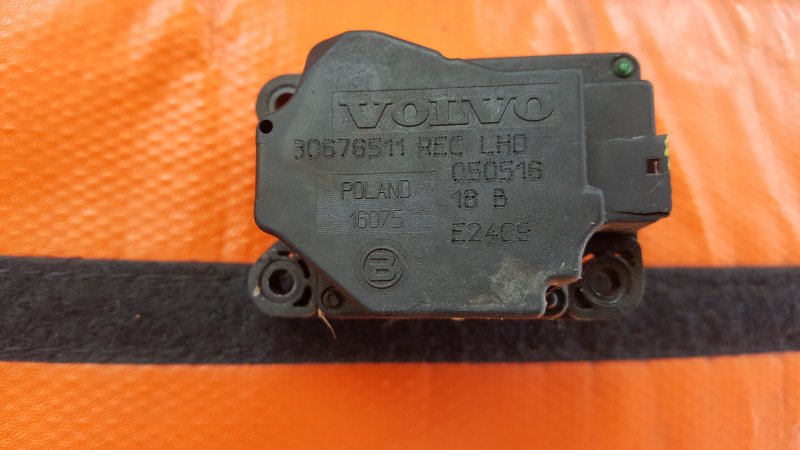 VOLVO
30676511 REC LHD
050516
POLAND
18 B
16075
E2409
B